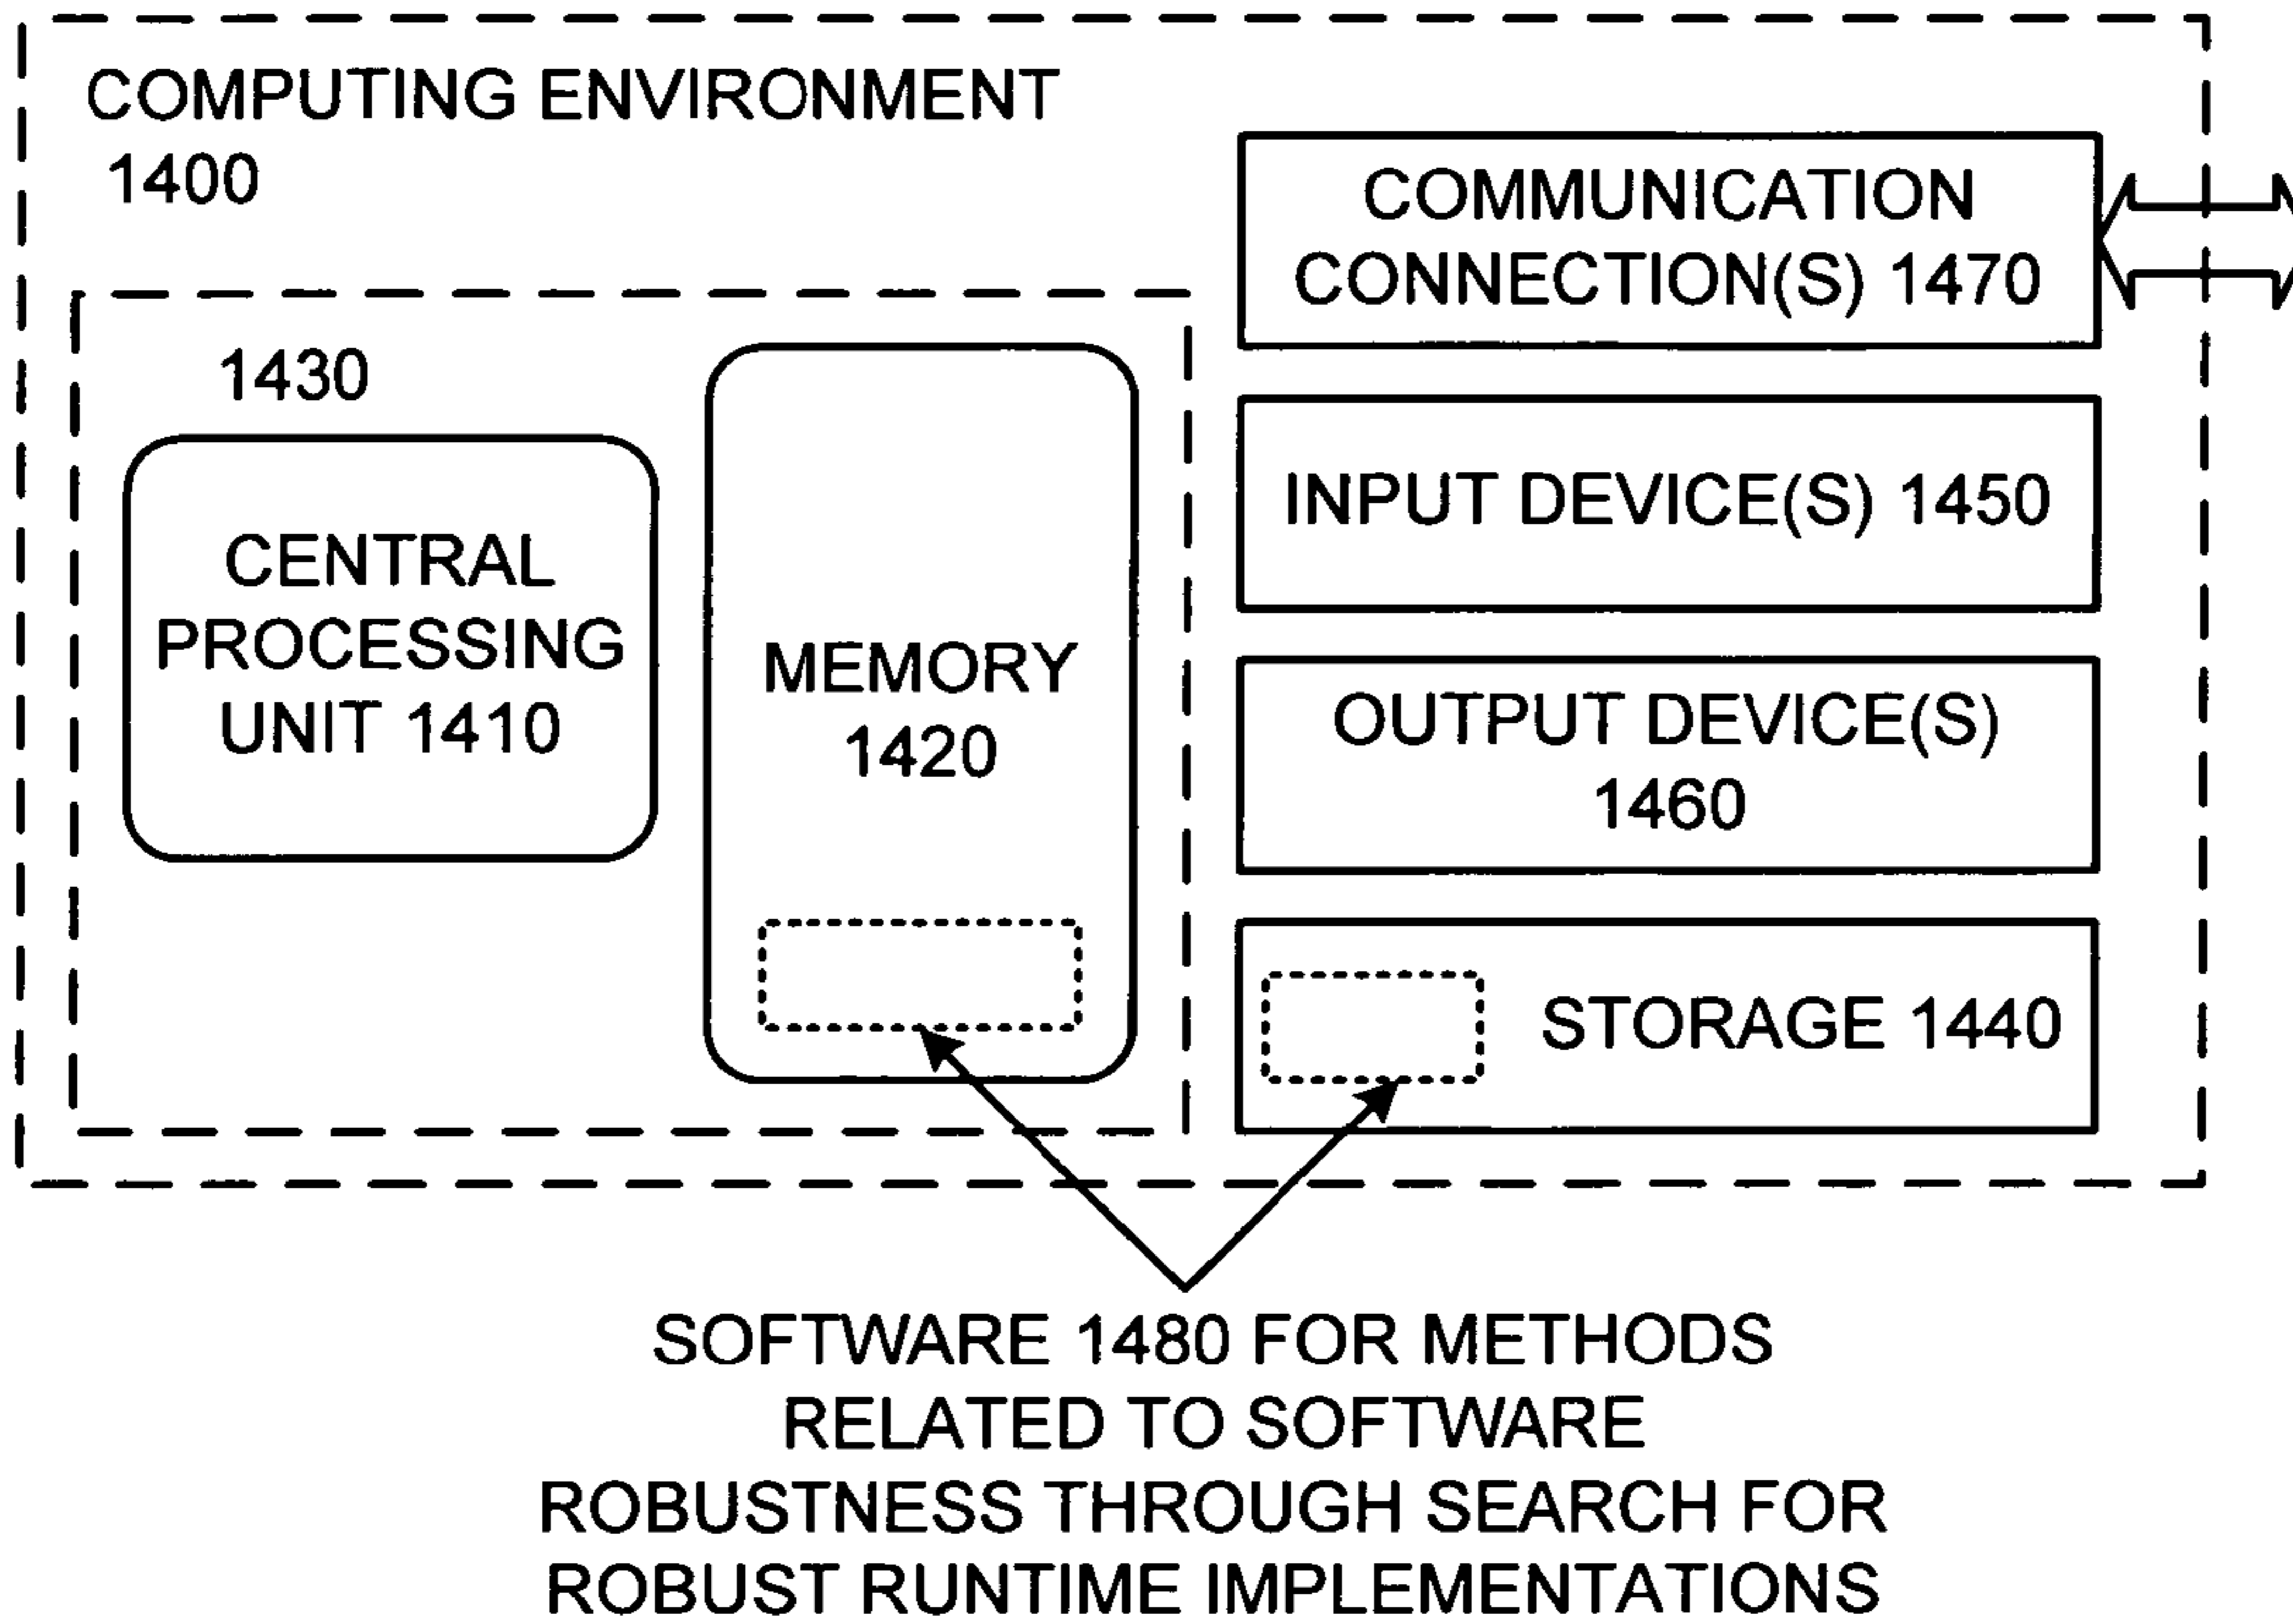 COMPUTING ENVIRONMENT
1400
COMMUNICATION
CONNECTION(S) 1470
1430
CENTRAL
PROCESSING
UNIT 1410
MEMORY
1420
INPUT DEVICE(S) 1450
OUTPUT DEVICE(S)
1460
STORAGE 1440
SOFTWARE 1480 FOR METHODS
RELATED TO SOFTWARE
ROBUSTNESS THROUGH SEARCH FOR
ROBUST RUNTIME IMPLEMENTATIONS